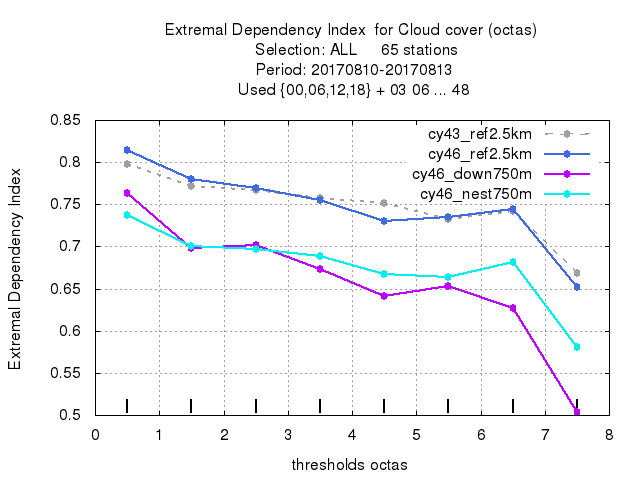 Extremal Dependency Index  for Cloud cover (octas)
Selection: ALL     65 stations
Period: 20170810-20170813
Used {00,06,12,18} + 03 06 ... 48
cy43_ref2.5km
cy46_ref2.5km
cy46_down750m
cy46_nest750m
Extremal Dependency Index
0.85
0.8
0.75
0.7
0.65
0.6
0.55
0.5
0 1 2 3 4 5 6 7 8
thresholds octas